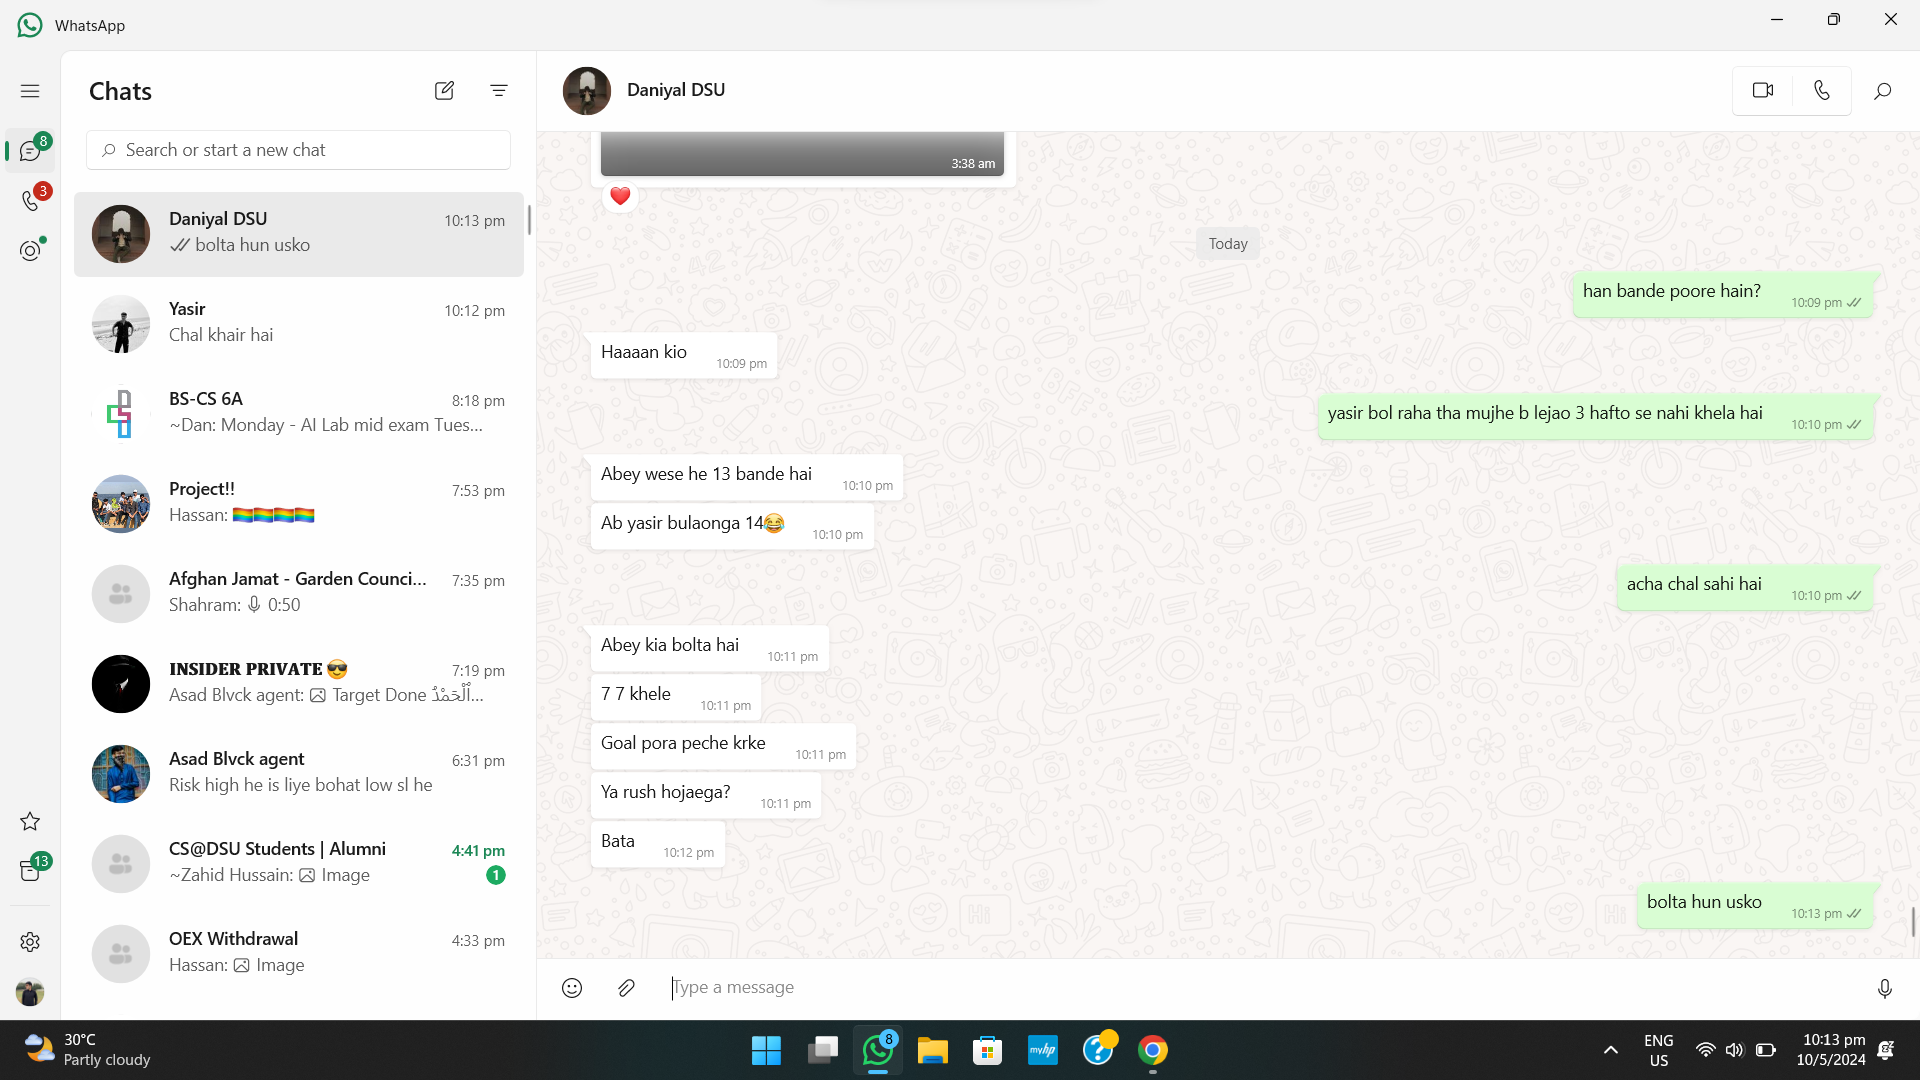 WhatsApp
Chats
Search or start a new chat
8
3
13
Daniyal DSU 10:13 pm
bolta hun usko
Yasir 10:12 pm
Chal khair hai
BS-CS 6A 8:18 pm
~Dan: Monday - AI Lab mid exam Tues...
Project!! 7:53 pm
Hassan: 🏳️‍🌈🏳️‍🌈🏳️‍🌈🏳️‍🌈
Afghan Jamat - Garden Counci... 7:35 pm
Shahram: 0:50
INSIDER PRIVATE 😎 7:19 pm
Asad Blvck agent: Target Done اَلْحَمْدُ...
Asad Blvck agent 6:31 pm
Risk high he is liye bohat low sl he
CS@DSU Students | Alumni 4:41 pm
~Zahid Hussain: Image 1
OEX Withdrawal 4:33 pm
Hassan: Image
Daniyal DSU
3:38 am
❤️
Today
han bande poore hain? 10:09 pm
Haaaan kio 10:09 pm
yasir bol raha tha mujhe b lejao 3 hafto se nahi khela hai 10:10 pm
Abey wese he 13 bande hai 10:10 pm
Ab yasir bulaonga 14😂 10:10 pm
acha chal sahi hai 10:10 pm
Abey kia bolta hai 10:11 pm
7 7 khele 10:11 pm
Goal pora peche krke 10:11 pm
Ya rush hojaega? 10:11 pm
Bata 10:12 pm
bolta hun usko 10:13 pm
Type a message
30°C
Partly cloudy
8
myhp
?
ENG
US
10:13 pm
10/5/2024